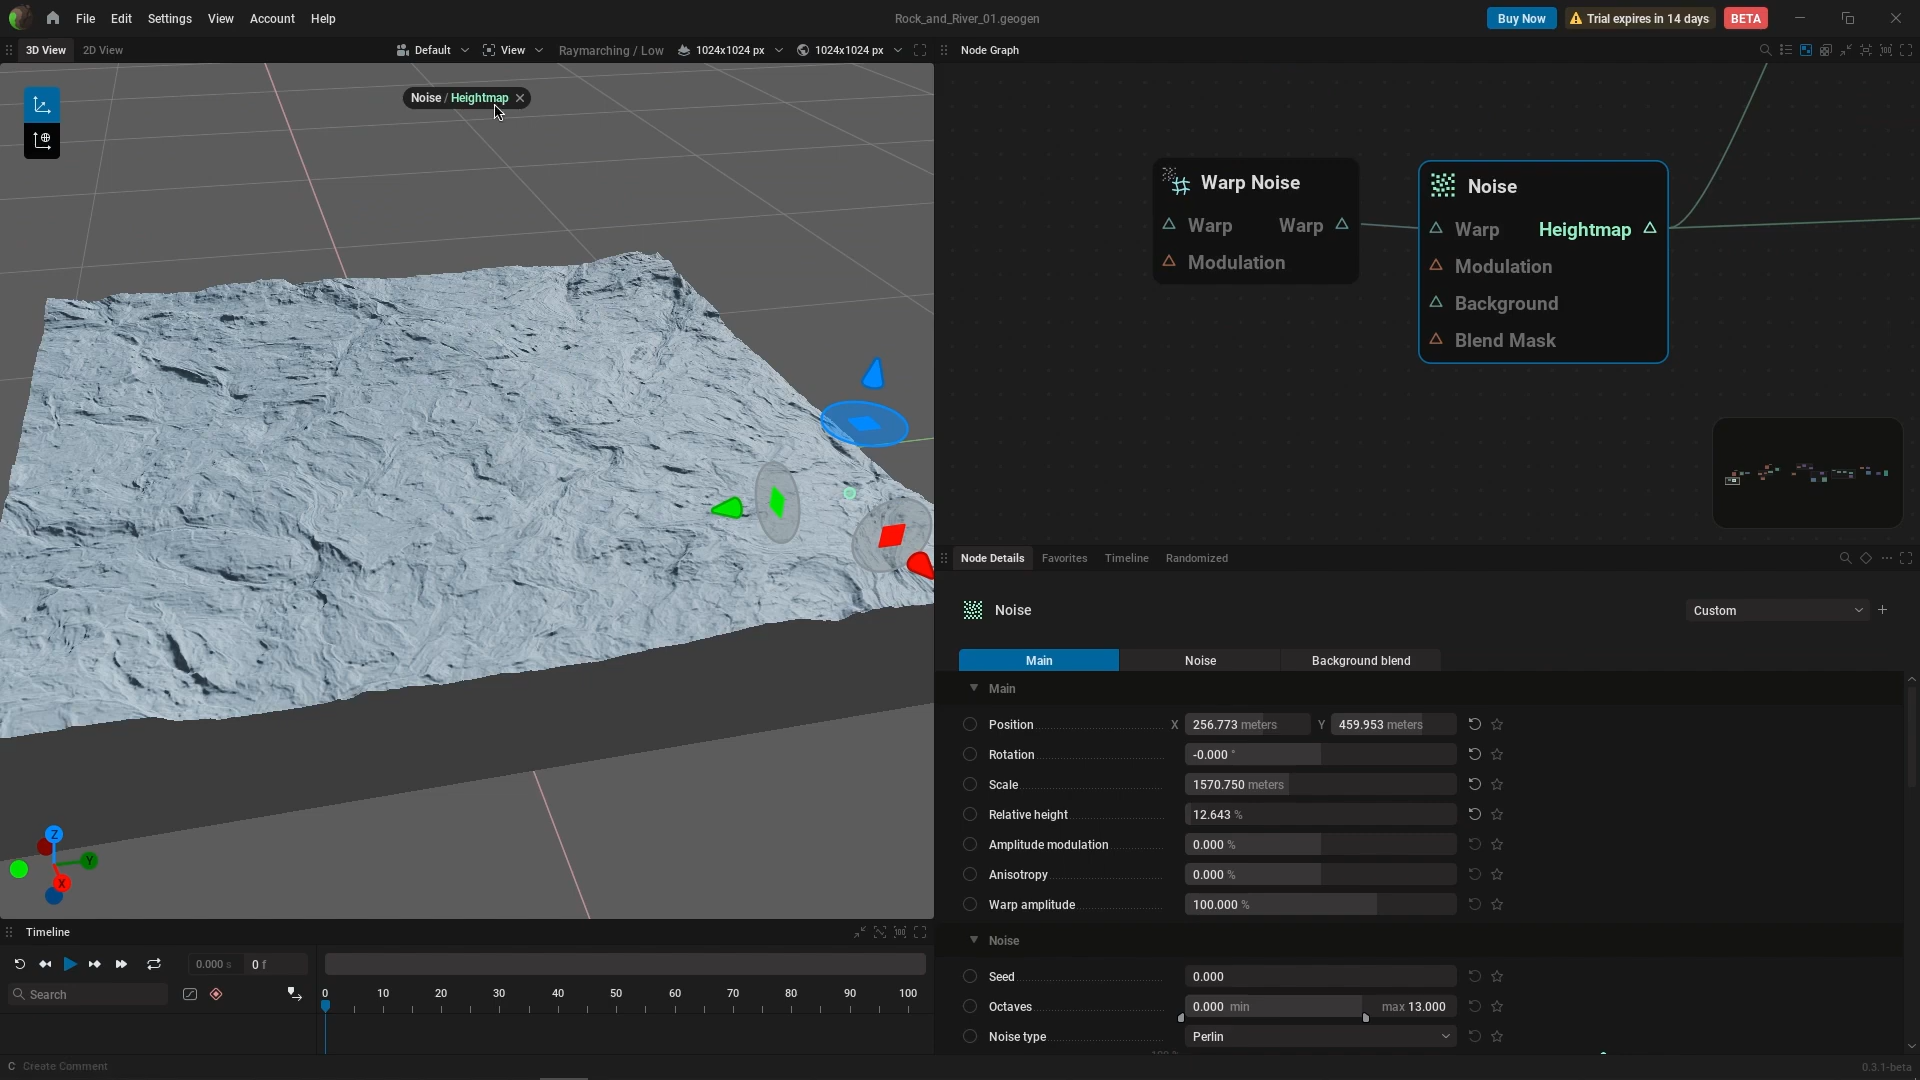 File Edit Settings View Account Help
Rock_and_River_01.geogen
Buy Now
Trial expires in 14 days
BETA
3D View 2D View
Default View Raymarching / Low 1024x1024 px 1024x1024 px
Noise / Heightmap
Z
Y
X
Node Graph
Warp Noise
Warp Warp
Modulation
Noise
Warp Heightmap
Modulation
Background
Blend Mask
Node Details Favorites Timeline Randomized
Noise
Custom
Main Noise Background blend
Main
Position X 256.773 meters Y 459.953 meters
Rotation -0.000 °
Scale 1570.750 meters
Relative height 12.643 %
Amplitude modulation 0.000 %
Anisotropy 0.000 %
Warp amplitude 100.000 %
Noise
Seed 0.000
Octaves 0.000 min max 13.000
Noise type Perlin
Timeline
0.000 s 0 f
Search
0 10 20 30 40 50 60 70 80 90 100
C Create Comment
0.3.1-beta